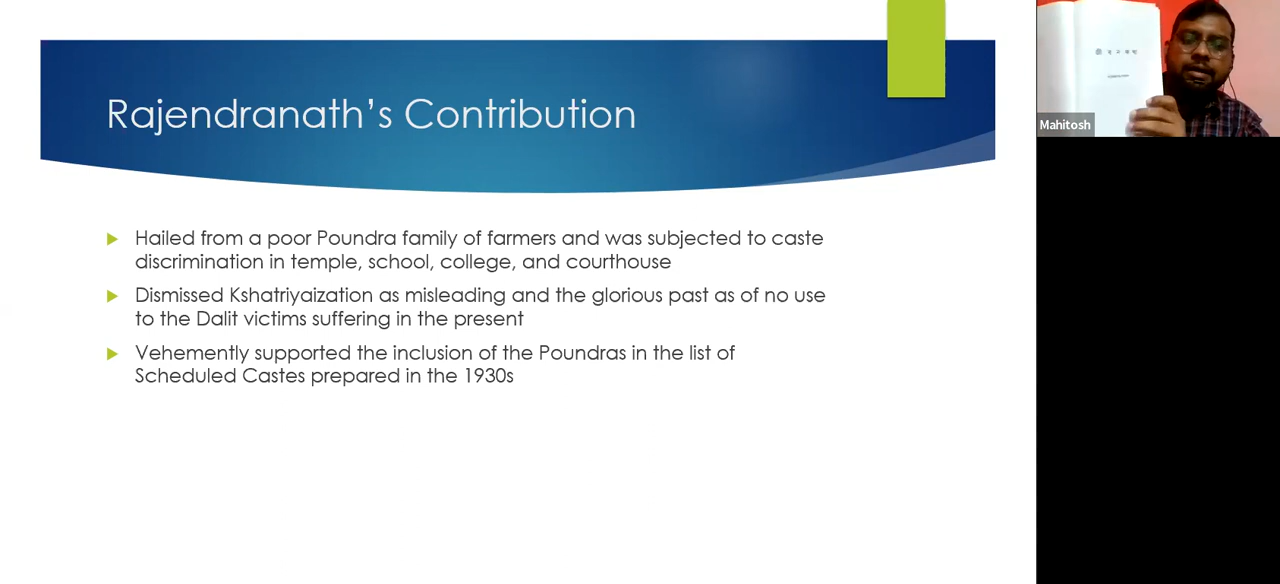 Rajendranath’s Contribution
Hailed from a poor Poundra family of farmers and was subjected to caste
discrimination in temple, school, college, and courthouse
Dismissed Kshatriyaization as misleading and the glorious past as of no use
to the Dalit victims suffering in the present
Vehemently supported the inclusion of the Poundras in the list of
Scheduled Castes prepared in the 1930s
Mahitosh